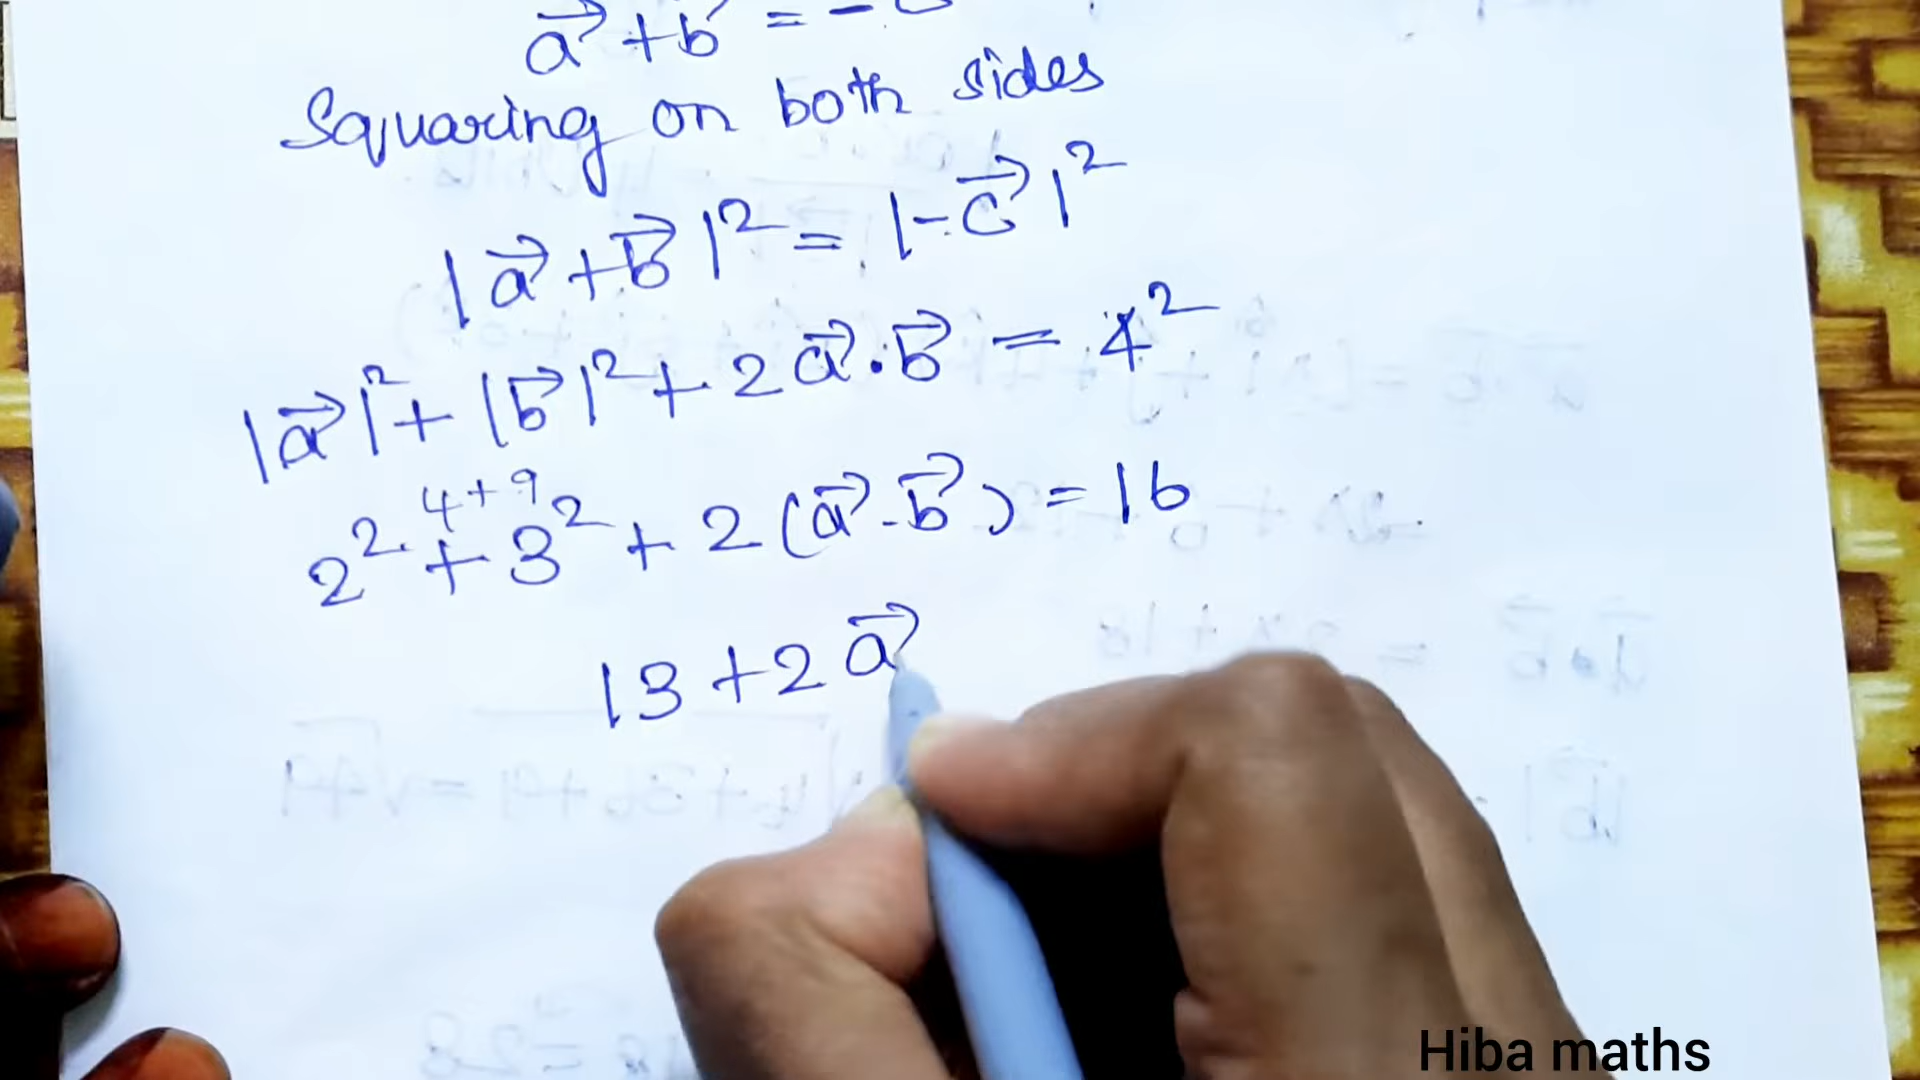 a⃗ + b⃗ = -
Squaring on both sides
|a⃗ + b⃗|² = |-c⃗|²
|a⃗|² + |b⃗|² + 2a⃗·b⃗ = 4²
4 + 9
2² + 3² + 2(a⃗·b⃗) = 16
13 + 2a⃗
Hiba maths